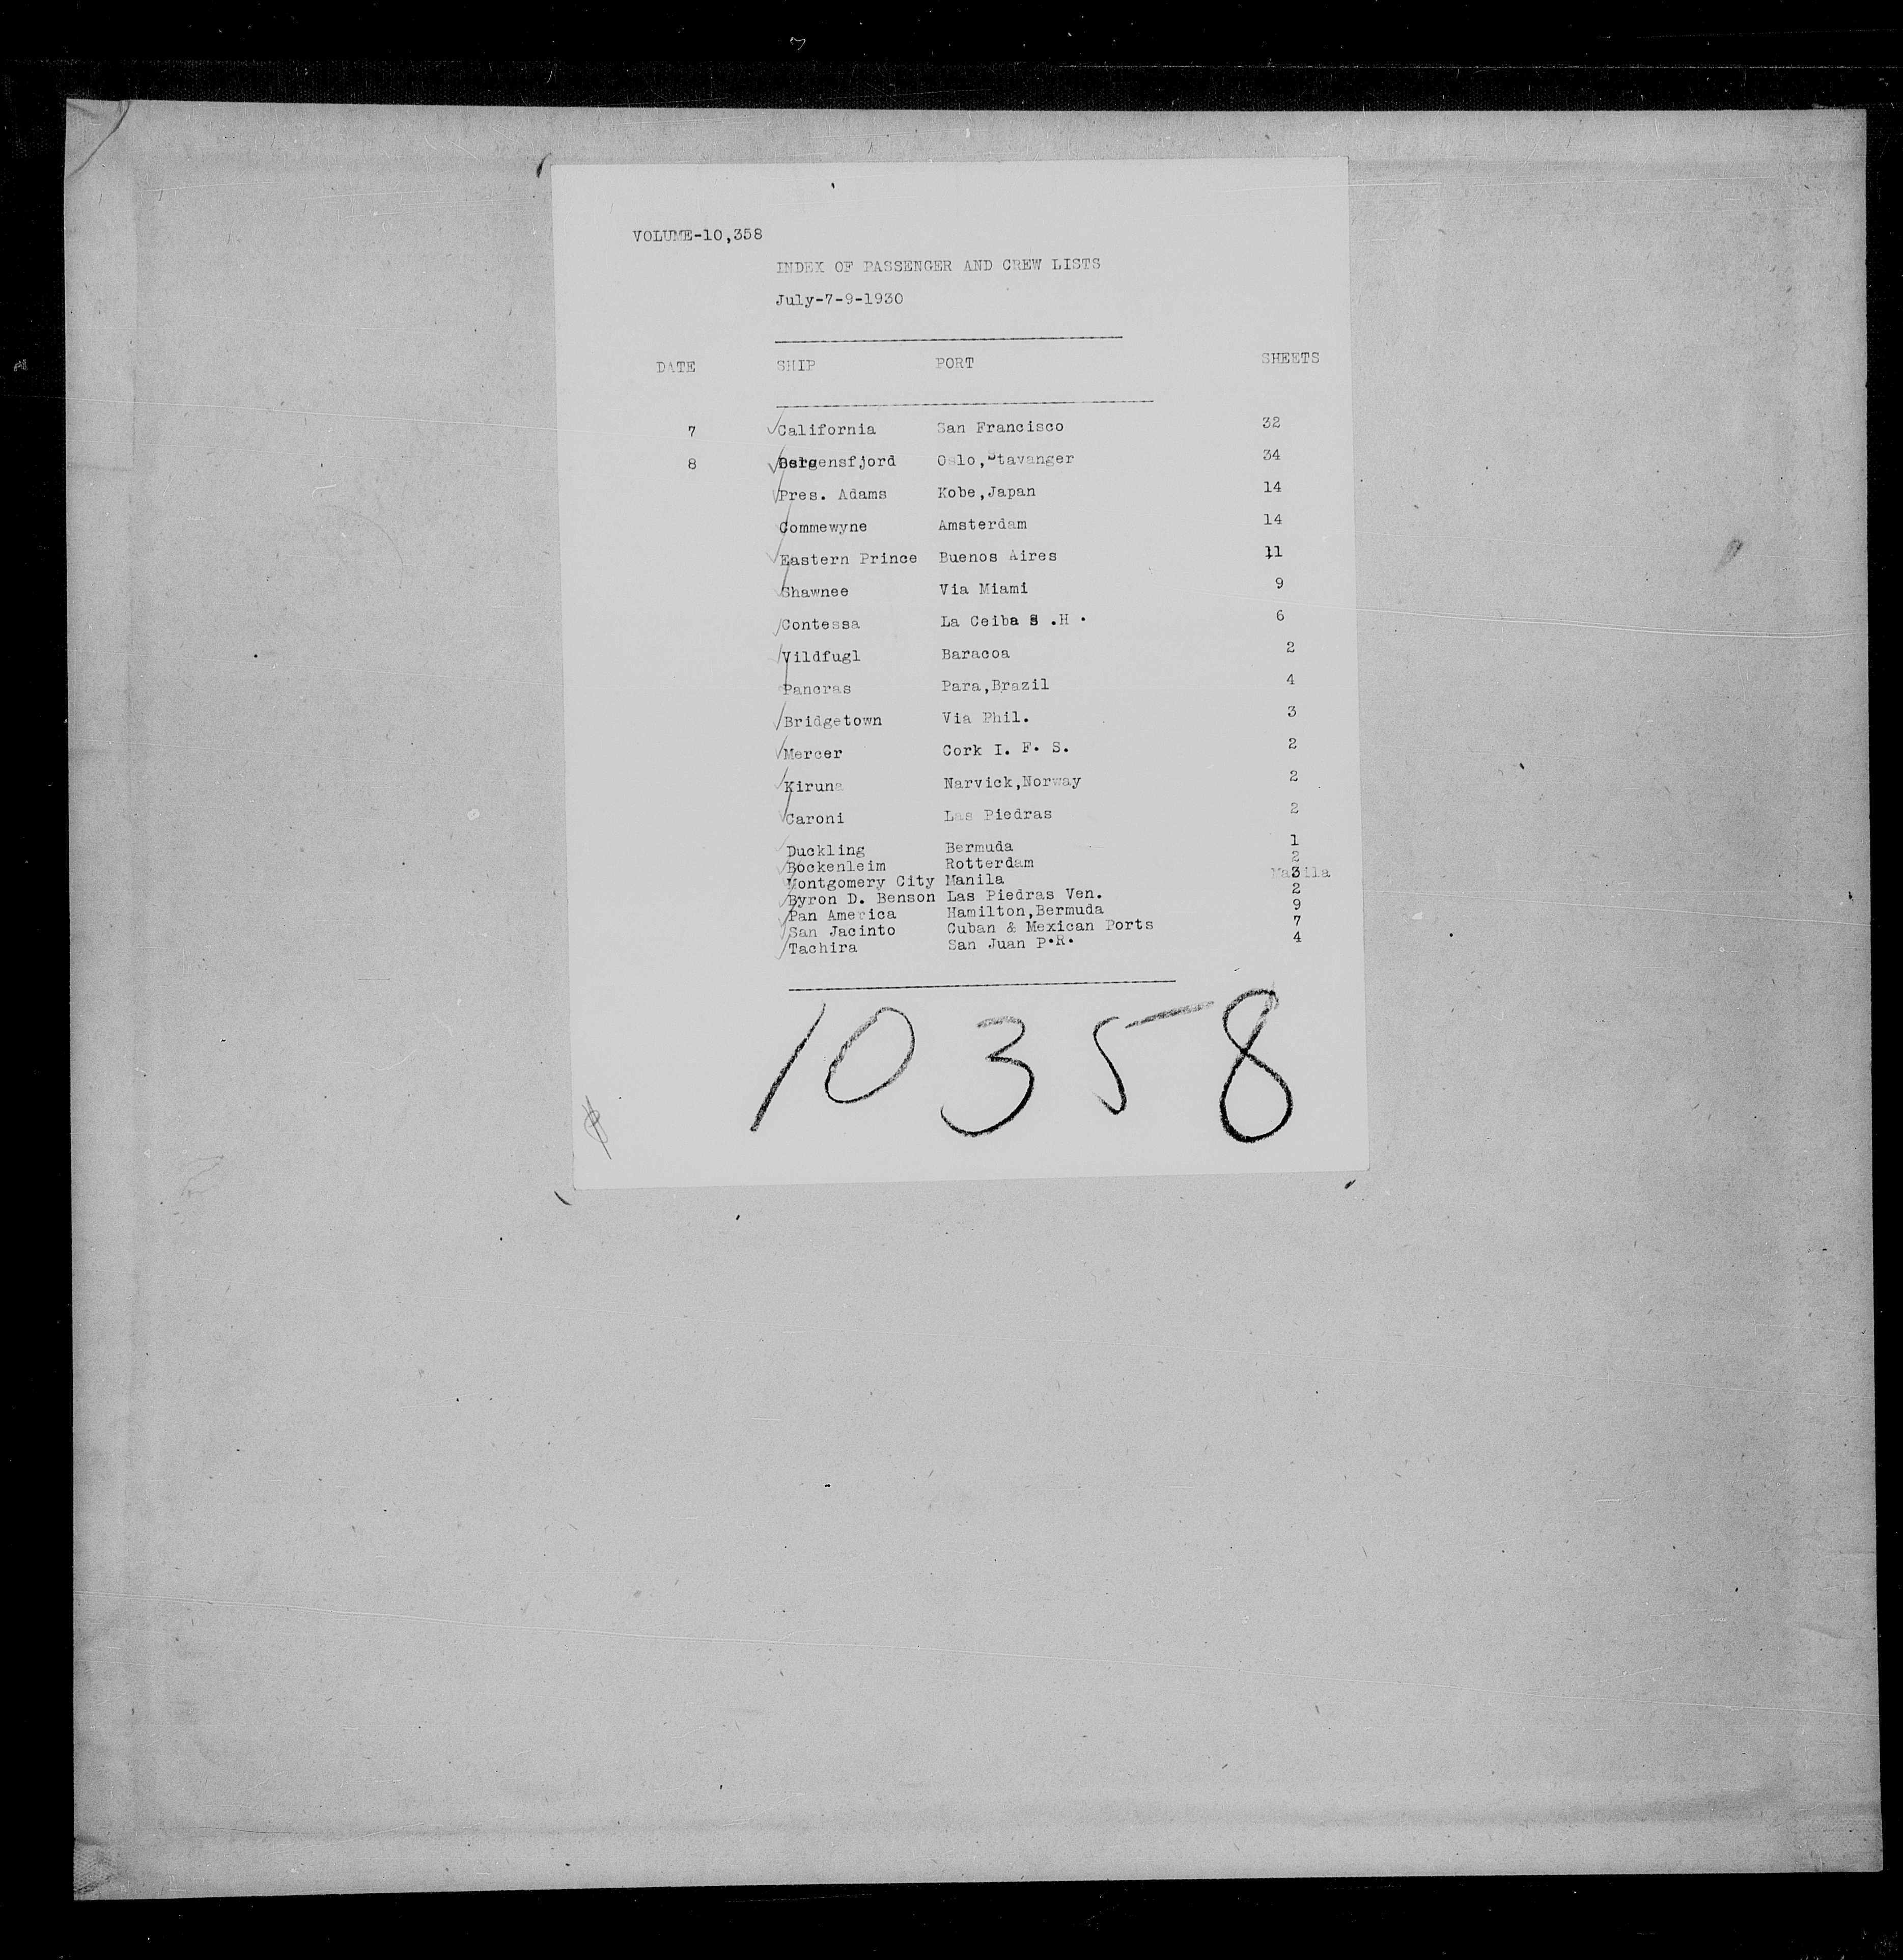 VOLUME-10,358
INDEX OF PASSENGER AND CREW LISTS
July-7-9-1930
DATE SHIP PORT SHEETS
7 California San Francisco 32
8 Bergensfjord Oslo, Stavanger 34
Pres. Adams Kobe,Japan 14
Commewyne Amsterdam 14
Eastern Prince Buenos Aires 11
Shawnee Via Miami 9
Contessa La Ceiba S .H . 6
Vildfugl Baracoa 2
Pancras Para,Brazil 4
Bridgetown Via Phil. 3
Mercer Cork I. F. S. 2
Kiruna Narvick,Norway 2
Caroni Las Piedras 2
Duckling Bermuda 1
Bockenleim Rotterdam 2
Montgomery City Manila 3
Byron D. Benson Las Piedras Ven. 2
Pan America Hamilton,Bermuda 9
San Jacinto Cuban & Mexican Ports 7
Tachira San Juan P.R. 4
10358